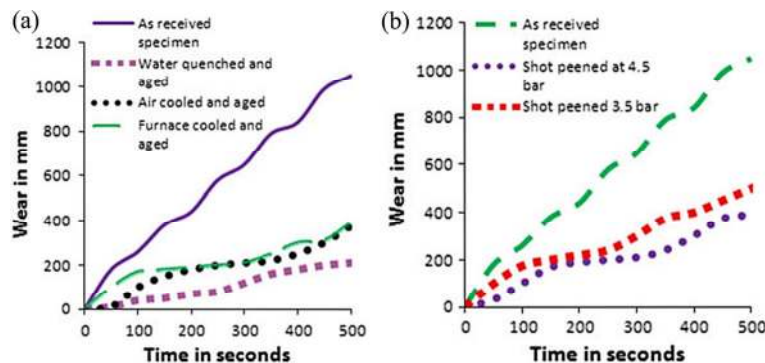 (a)
As received
specimen
Water quenched and
aged
Air cooled and aged
Furnace cooled and
aged
1200
1000
800
600
400
200
0
Wear in mm
0 100 200 300 400 500
Time in seconds
(b)
As received
specimen
Shot peened at 4.5
bar
Shot peened 3.5 bar
1200
1000
800
600
400
200
0
Wear in mm
0 100 200 300 400 500
Time in seconds